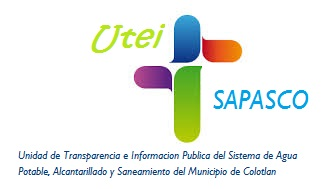 Utei
SAPASCO
Unidad de Transparencia e Informacion Publica del Sistema de Agua
Potable, Alcantarillado y Saneamiento del Municipio de Colotlan